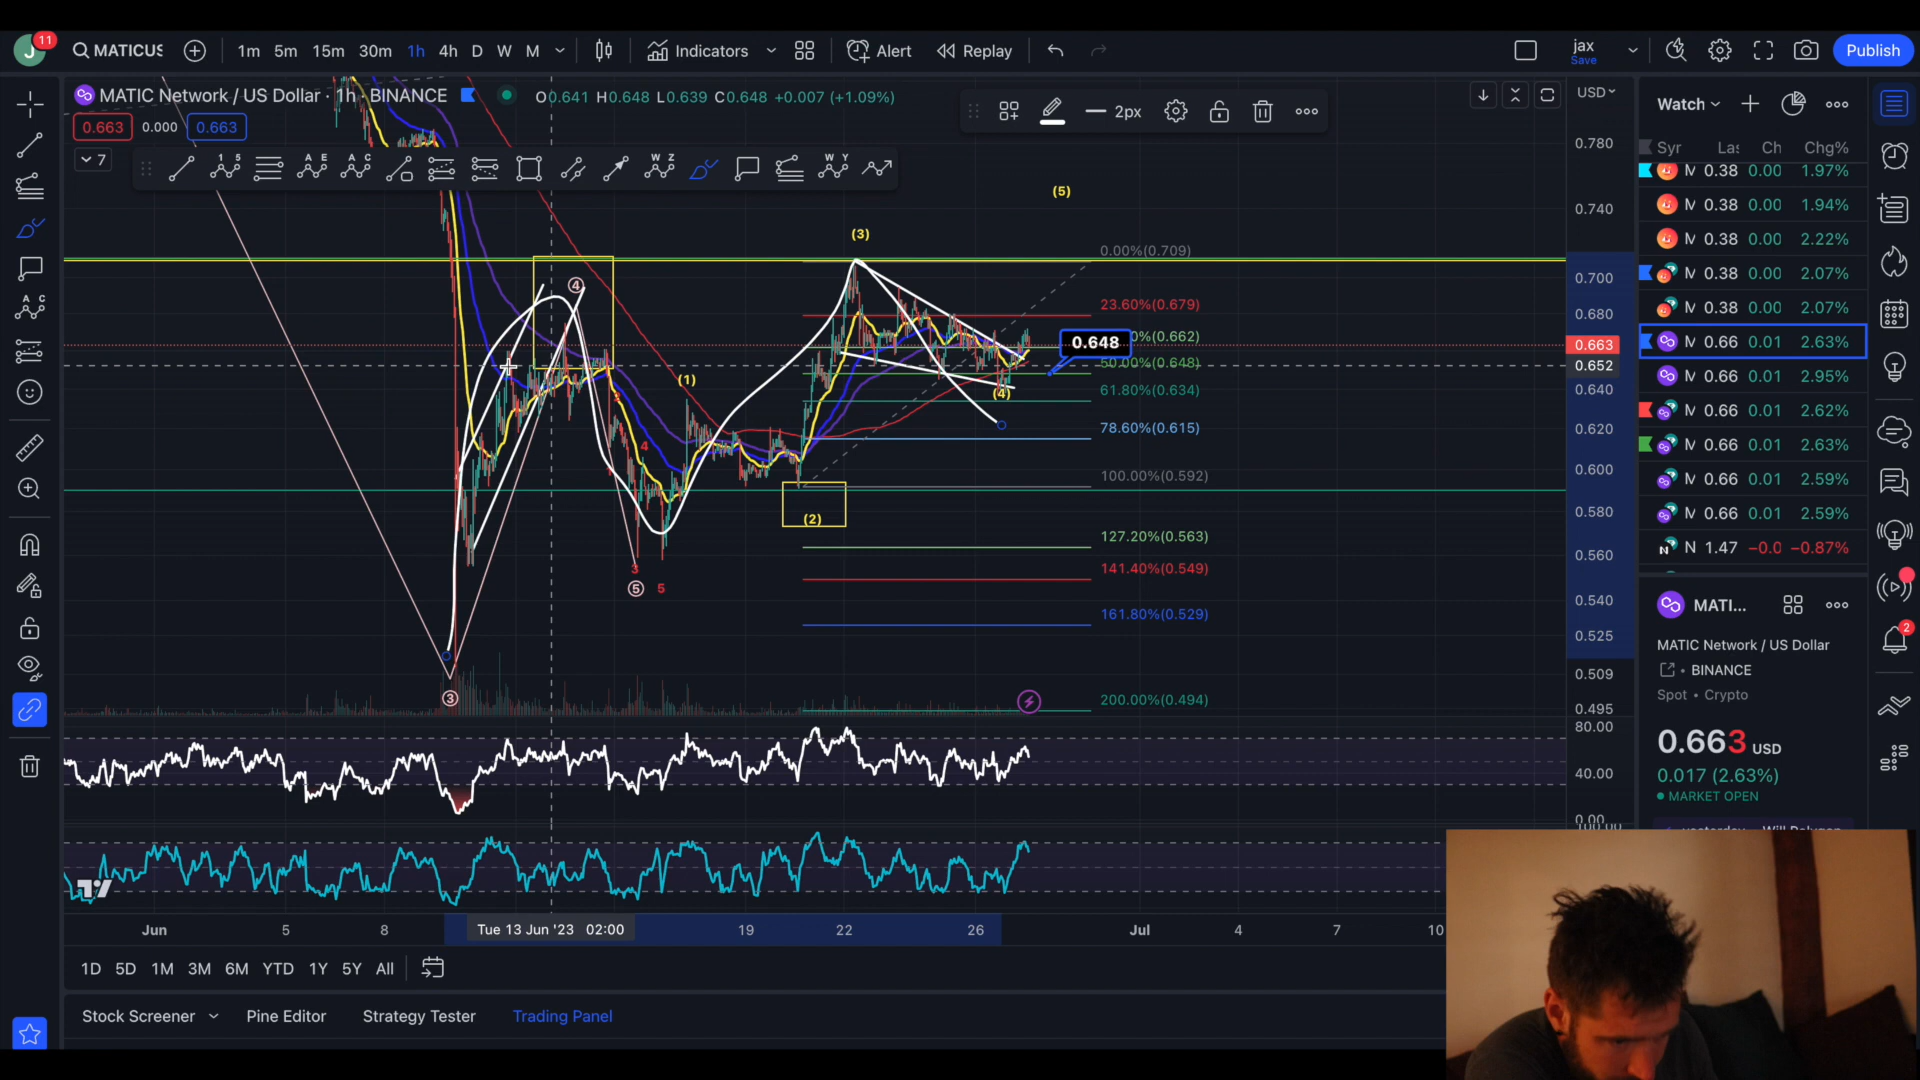 J 11 MATICUS 1m 5m 15m 30m 1h 4h D W M Indicators Alert Replay jax Save Publish
MATIC Network / US Dollar · 1h · BINANCE O0.641 H0.648 L0.639 C0.648 +0.007 (+1.09%)
0.663 0.000 0.663
7
2px
USD
0.780
0.740
0.700
0.680
0.663
0.652
0.640
0.620
0.600
0.580
0.560
0.540
0.525
0.509
0.495
80.00
40.00
0.00
(5)
(3)
0.00%(0.709)
4
23.60%(0.679)
0%(0.662)
0.648
50.00%(0.648)
(1)
61.80%(0.634)
(4)
4
78.60%(0.615)
100.00%(0.592)
(2)
127.20%(0.563)
3
141.40%(0.549)
5 5
161.80%(0.529)
3
200.00%(0.494)
Jun 5 8 Tue 13 Jun '23 02:00 19 22 26 Jul 4 7 10
1D 5D 1M 3M 6M YTD 1Y 5Y All
Stock Screener Pine Editor Strategy Tester Trading Panel
Watch
Syr Las Ch Chg%
M 0.38 0.00 1.97%
M 0.38 0.00 1.94%
M 0.38 0.00 2.22%
M 0.38 0.00 2.07%
M 0.38 0.00 2.07%
M 0.66 0.01 2.63%
M 0.66 0.01 2.95%
M 0.66 0.01 2.62%
M 0.66 0.01 2.63%
M 0.66 0.01 2.59%
M 0.66 0.01 2.59%
N 1.47 −0.0 −0.87%
MATI...
MATIC Network / US Dollar
BINANCE
Spot • Crypto
0.663 USD
0.017 (2.63%)
MARKET OPEN
2